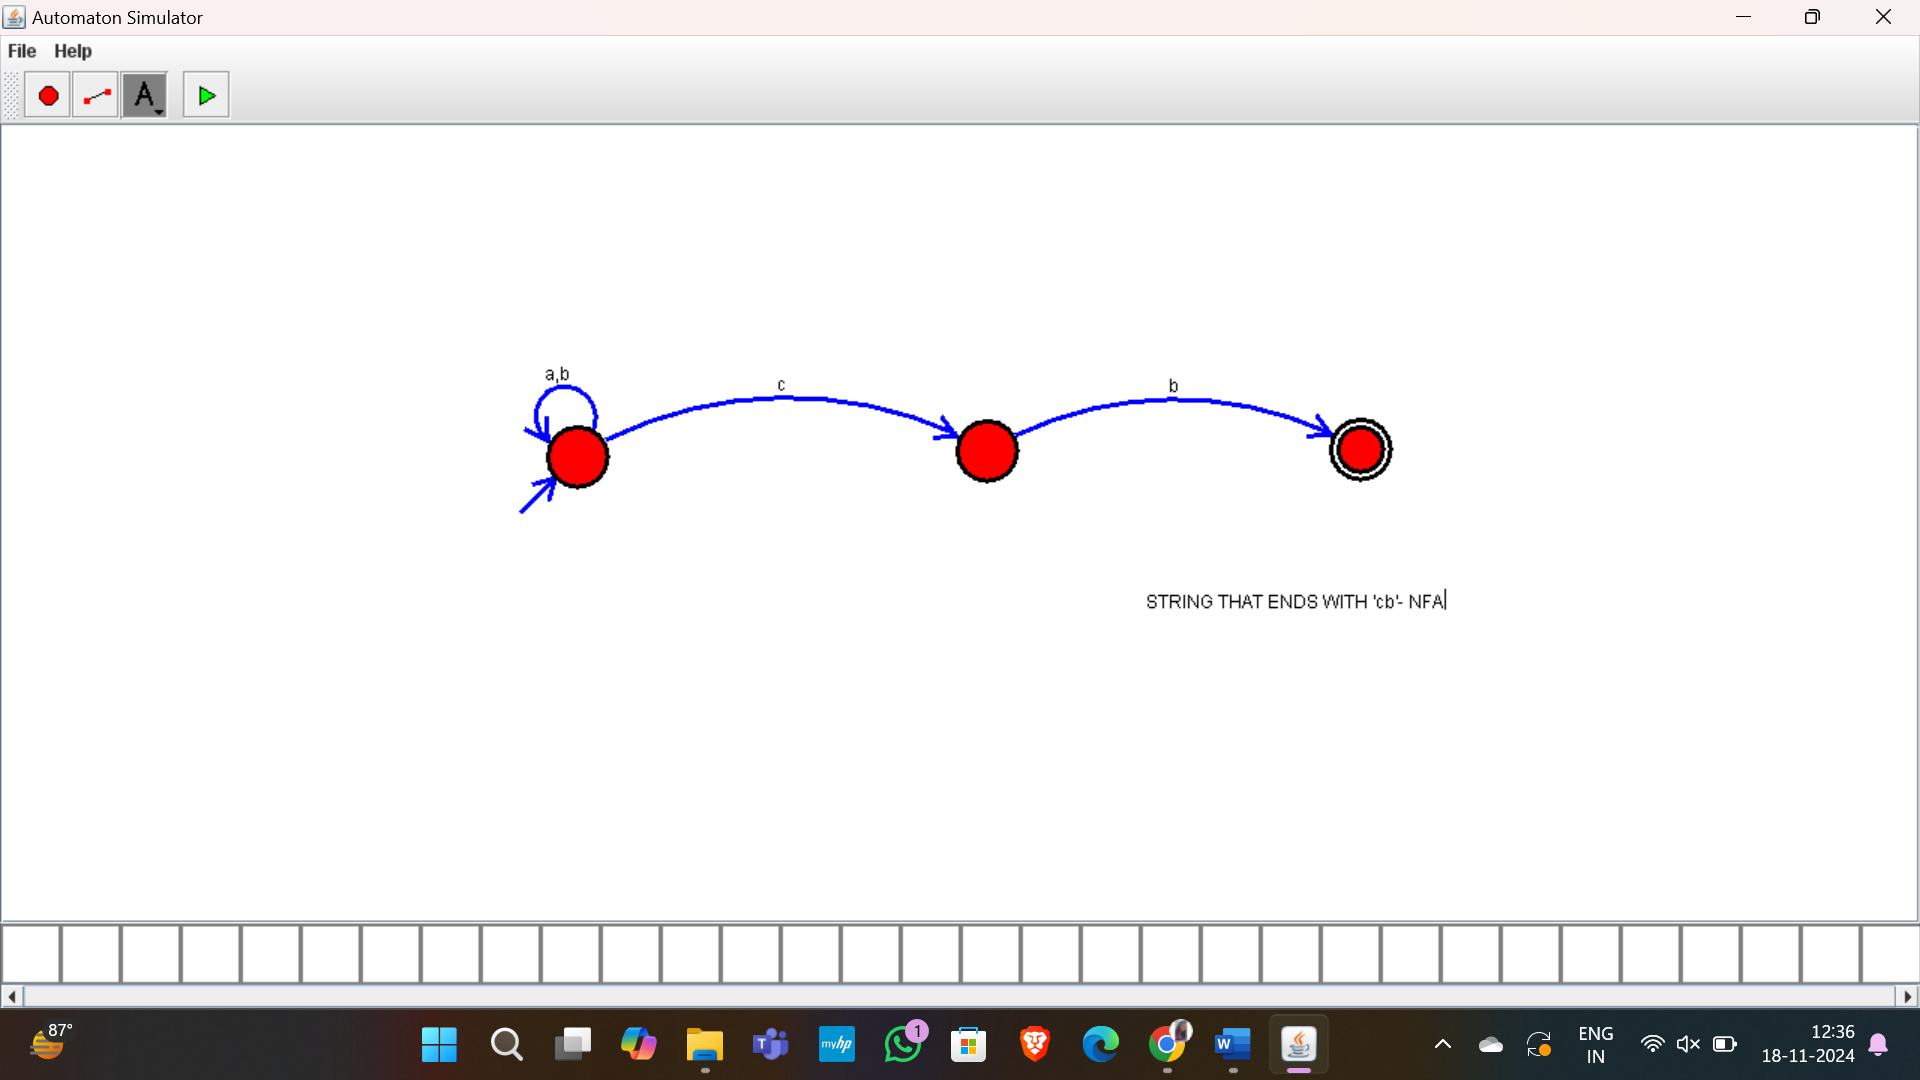 Automaton Simulator
File Help
A
a,b
c
b
STRING THAT ENDS WITH 'cb'- NFA
87°
T
myhp
1
W
ENG
IN
12:36
18-11-2024